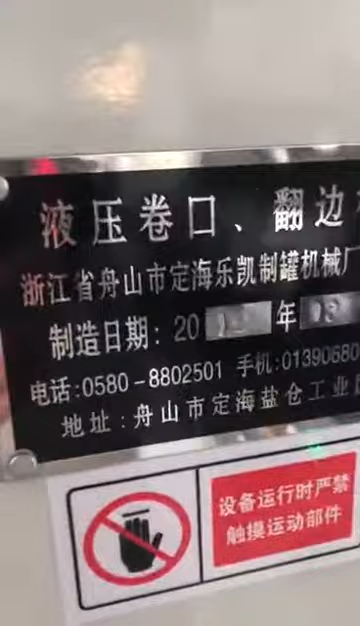 液压卷口、翻边
浙江省舟山市定海乐凯制罐机械厂
制造日期: 20 年
电话:0580-8802501 手机:01390680
地址:舟山市定海盐仓工业
设备运行时严禁
触摸运动部件